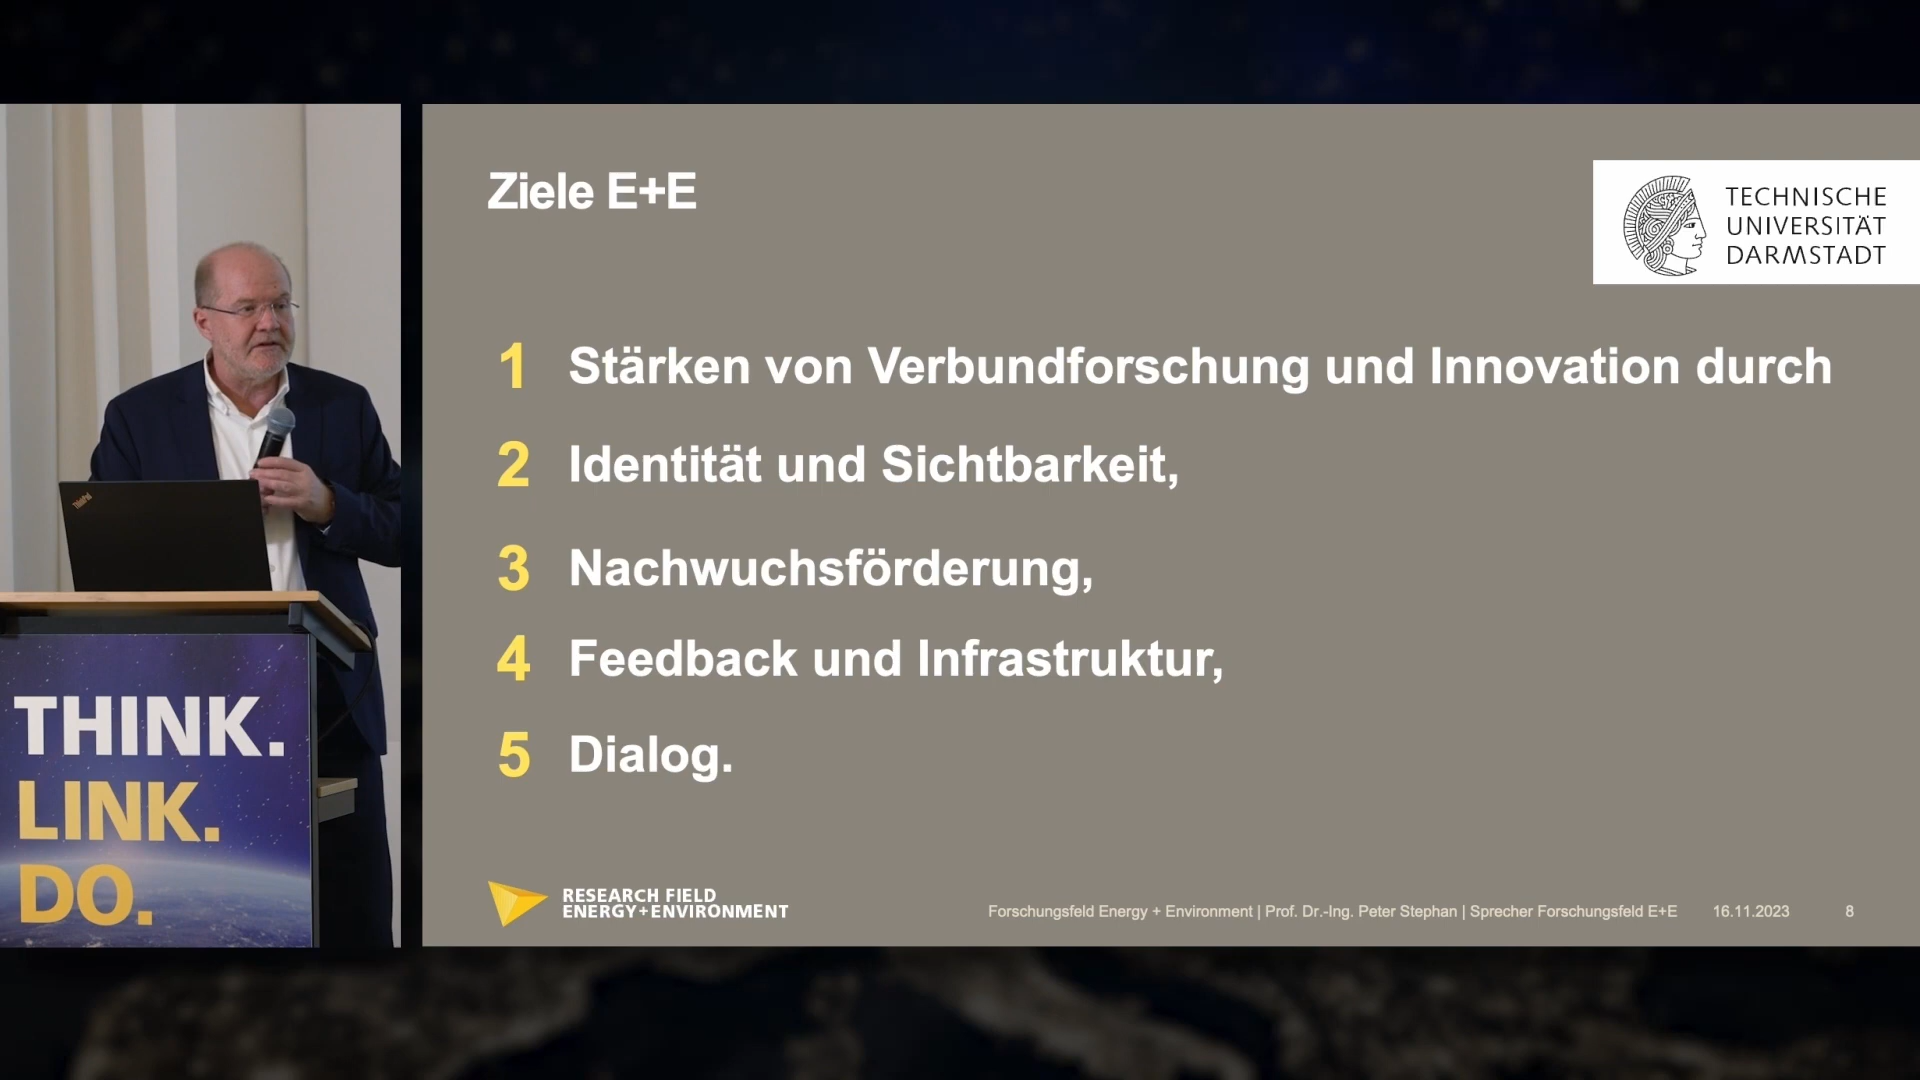 Ziele E+E
TECHNISCHE
UNIVERSITÄT
DARMSTADT
1 Stärken von Verbundforschung und Innovation durch
2 Identität und Sichtbarkeit,
3 Nachwuchsförderung,
4 Feedback und Infrastruktur,
5 Dialog.
ThinkPad
THINK.
LINK.
DO.
RESEARCH FIELD
ENERGY+ENVIRONMENT
Forschungsfeld Energy + Environment | Prof. Dr.-Ing. Peter Stephan | Sprecher Forschungsfeld E+E 16.11.2023 8